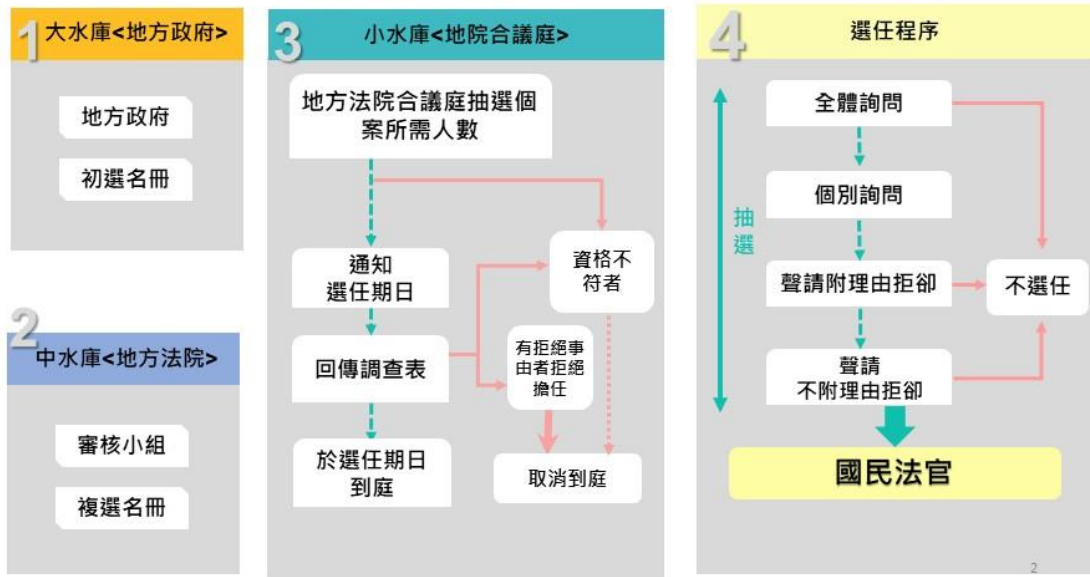 1
大水庫<地方政府>
地方政府
初選名冊
2
中水庫<地方法院>
審核小組
複選名冊
3
小水庫<地院合議庭>
地方法院合議庭抽選個
案所需人數
通知
選任期日
資格不
符者
回傳調查表
有拒絕事
由者拒絕
擔任
於選任期日
到庭
取消到庭
4
選任程序
抽選
全體詢問
個別詢問
聲請附理由拒卻
不選任
聲請
不附理由拒卻
國民法官
2